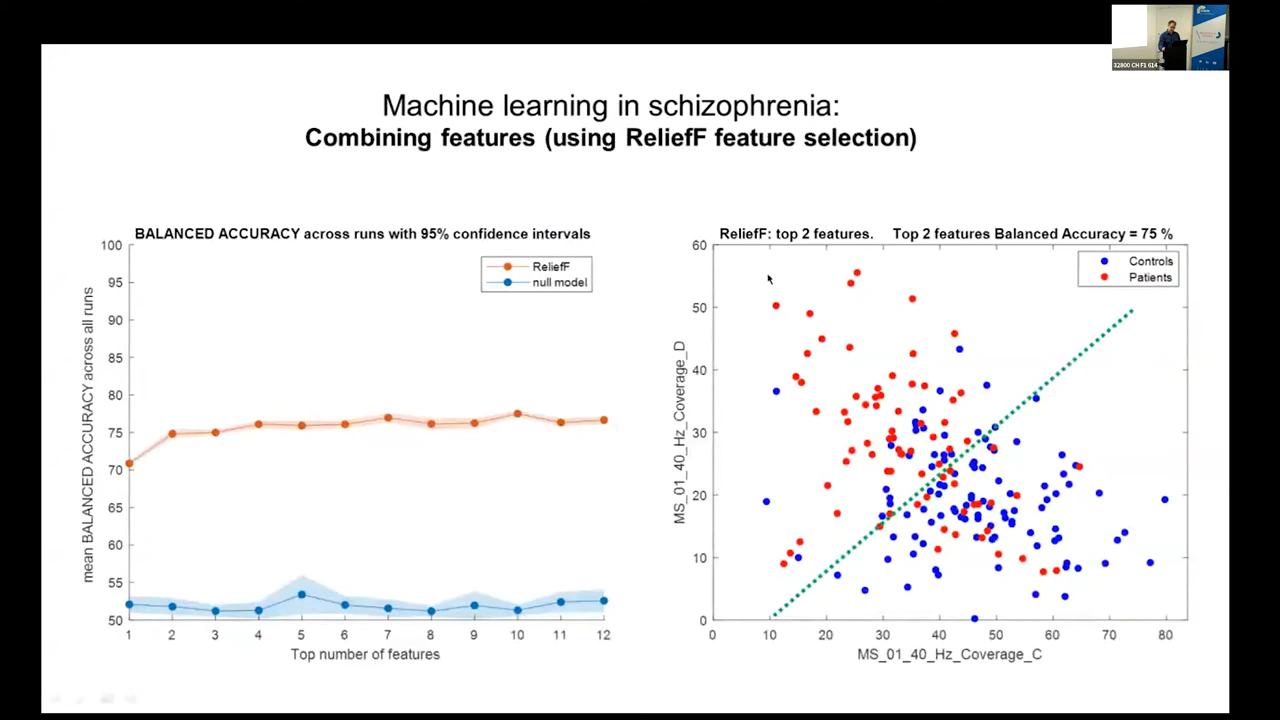 32800 CH F1 614
Machine learning in schizophrenia:
Combining features (using ReliefF feature selection)
BALANCED ACCURACY across runs with 95% confidence intervals
mean BALANCED ACCURACY across all runs
100
95
90
85
80
75
70
65
60
55
50
ReliefF
null model
1 2 3 4 5 6 7 8 9 10 11 12
Top number of features
ReliefF: top 2 features. Top 2 features Balanced Accuracy = 75 %
MS_01_40_Hz_Coverage_D
60
50
40
30
20
10
0
Controls
Patients
0 10 20 30 40 50 60 70 80
MS_01_40_Hz_Coverage_C